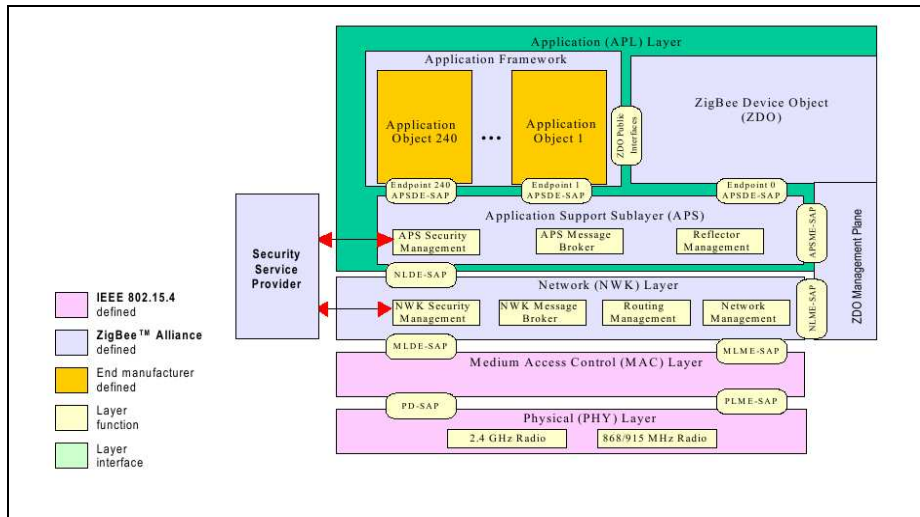 Application (APL) Layer
Application Framework
Application
Object 240
...
Application
Object 1
ZDO Public
Interfaces
ZigBee Device Object
(ZDO)
Endpoint 240
APSDE-SAP
Endpoint 1
APSDE-SAP
Endpoint 0
APSDE-SAP
Application Support Sublayer (APS)
APS Security
Management
APS Message
Broker
Reflector
Management
APSME-SAP
ZDO Management Plane
Security
Service
Provider
NLDE-SAP
Network (NWK) Layer
NWK Security
Management
NWK Message
Broker
Routing
Management
Network
Management
NLME-SAP
MLDE-SAP
MLME-SAP
Medium Access Control (MAC) Layer
PD-SAP
PLME-SAP
Physical (PHY) Layer
2.4 GHz Radio
868/915 MHz Radio
IEEE 802.15.4
defined
ZigBee™ Alliance
defined
End manufacturer
defined
Layer
function
Layer
interface